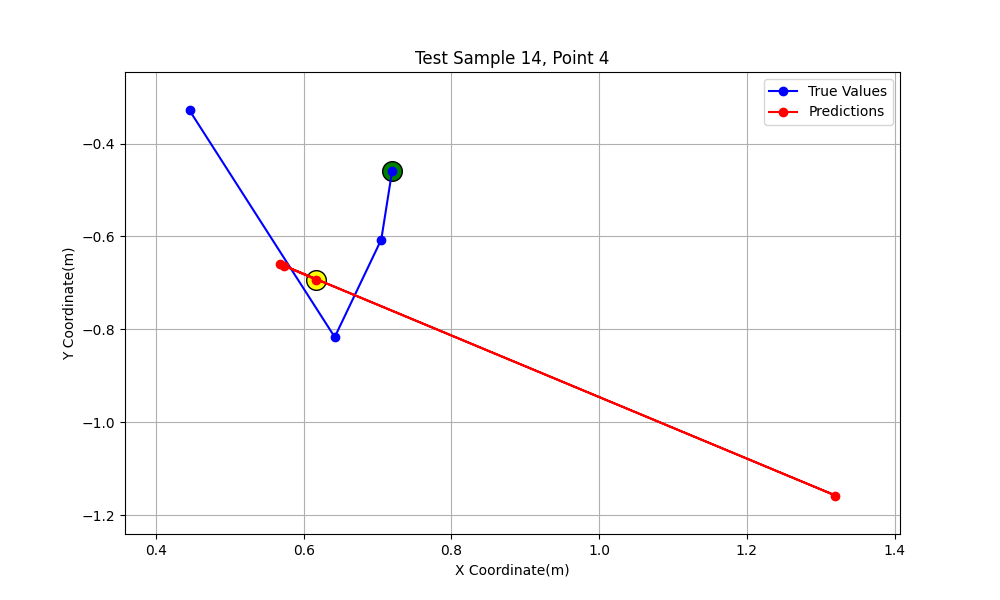 Test Sample 14, Point 4
True Values
Predictions
−0.4
−0.6
−0.8
−1.0
−1.2
Y Coordinate(m)
0.4 0.6 0.8 1.0 1.2 1.4
X Coordinate(m)